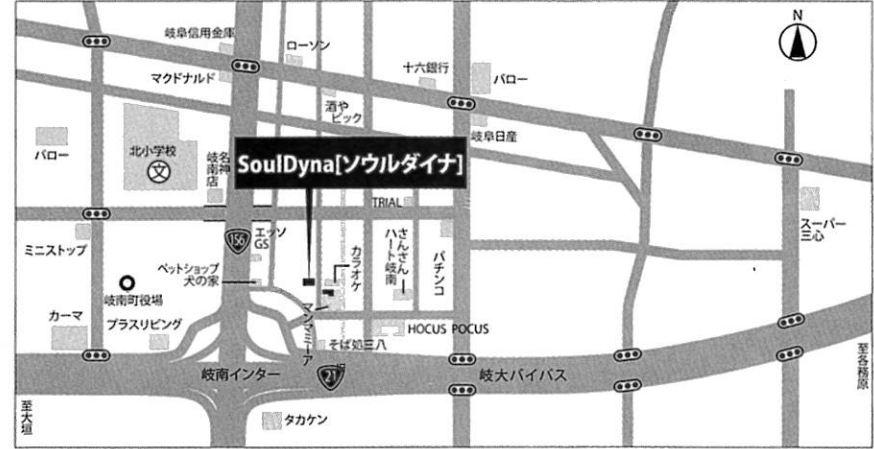 岐阜信用金庫
ローソン
N
マクドナルド
十六銀行
バロー
酒や
ビック
バロー
北小学校
文
名神
岐南店
岐阜日産
SoulDyna[ソウルダイナ]
TRIAL
スーパー
三心
ミニストップ
156
エッソ
GS
カラオケ
さんさん
ハート岐南
パチンコ
ペットショップ
犬の家
岐南町役場
カーマ
プラスリビング
マンマミーア
HOCUS POCUS
そば処三八
岐南インター
21
岐大バイパス
至各務原
至大垣
タカケン